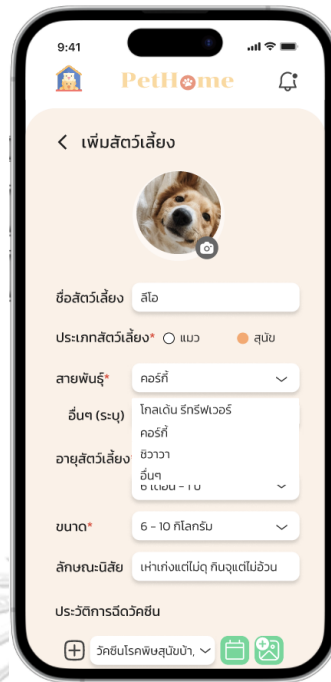 9:41
PetHome
เพิ่มสัตว์เลี้ยง
ชื่อสัตว์เลี้ยง ลีโอ
ประเภทสัตว์เลี้ยง* แมว สุนัข
สายพันธุ์* คอร์กี้
โกลเด้น รีทรีฟเวอร์
อื่นๆ (ระบุ)
คอร์กี้
ชิวาวา
อายุสัตว์เลี้ยง*
อื่นๆ
6 เดือน - 1 ปี
ขนาด* 6 - 10 กิโลกรัม
ลักษณะนิสัย เห่าเก่งแต่ไม่ดุ กินจุแต่ไม่อ้วน
ประวัติการฉีดวัคซีน
วัคซีนโรคพิษสุนัขบ้า,